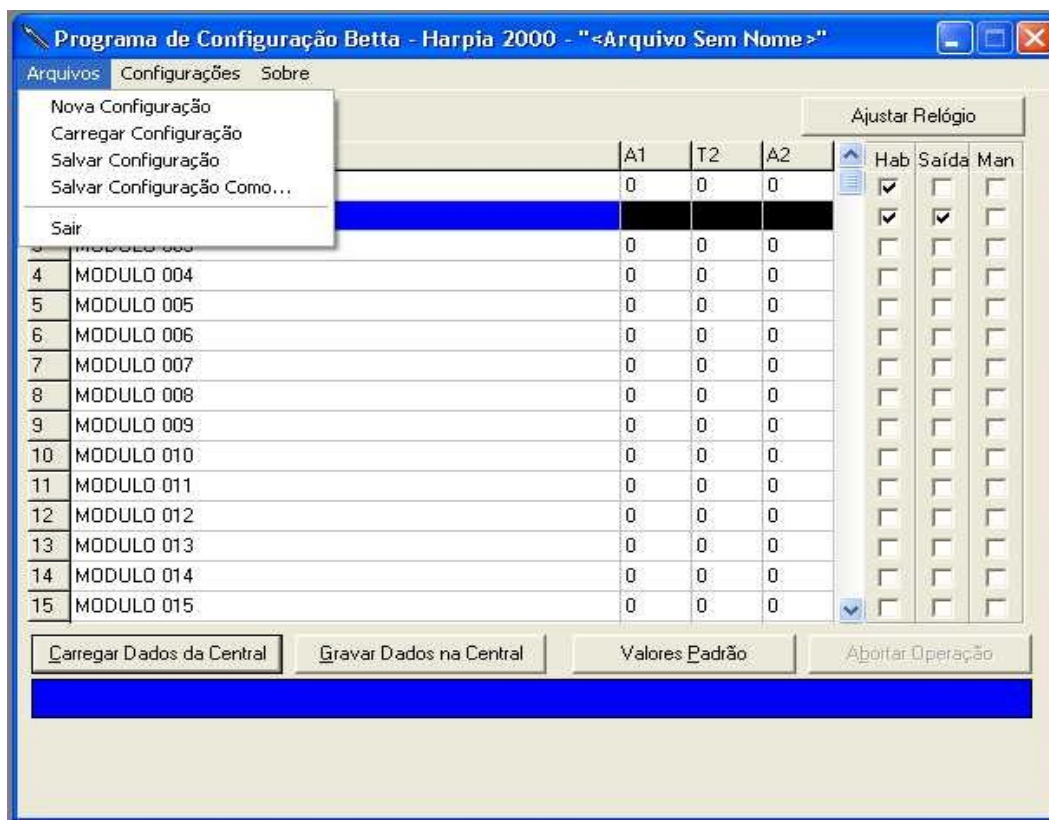 Programa de Configuração Betta - Harpia 2000 - "<Arquivo Sem Nome>"
Arquivos Configurações Sobre
Nova Configuração
Carregar Configuração
Salvar Configuração
Salvar Configuração Como...
Sair
Ajustar Relógio
A1 T2 A2 Hab Saída Man
0 0 0
3 MODULO 003 0 0 0
4 MODULO 004 0 0 0
5 MODULO 005 0 0 0
6 MODULO 006 0 0 0
7 MODULO 007 0 0 0
8 MODULO 008 0 0 0
9 MODULO 009 0 0 0
10 MODULO 010 0 0 0
11 MODULO 011 0 0 0
12 MODULO 012 0 0 0
13 MODULO 013 0 0 0
14 MODULO 014 0 0 0
15 MODULO 015 0 0 0
Carregar Dados da Central Gravar Dados na Central Valores Padrão Abortar Operação